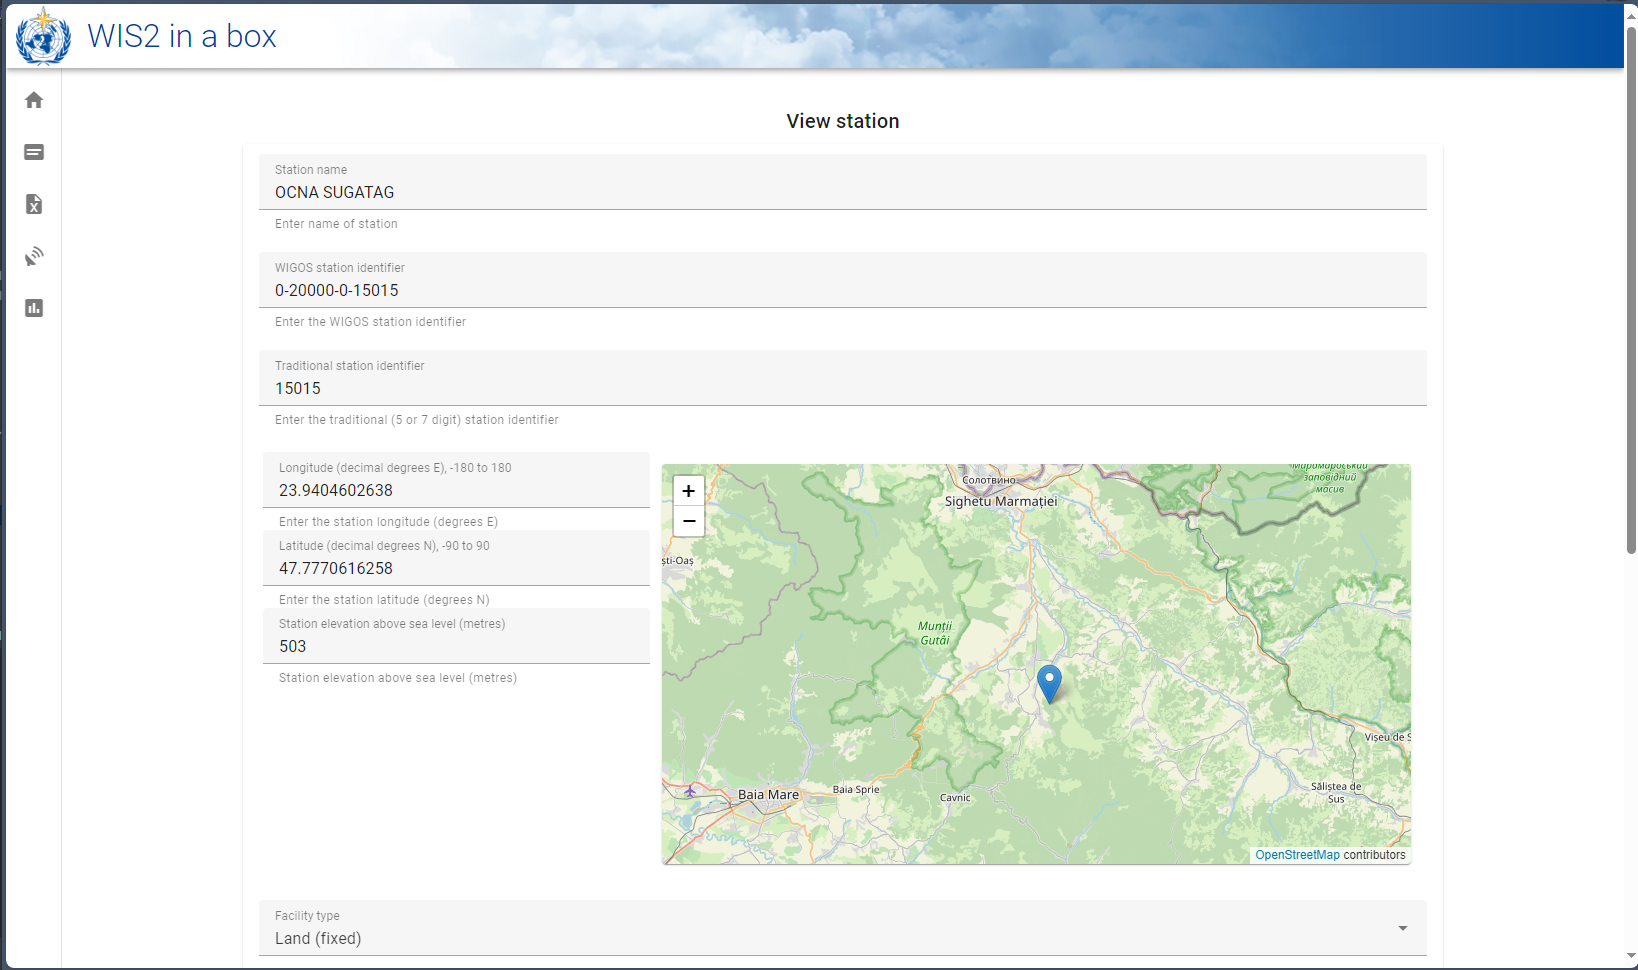 WIS2 in a box
View station
Station name
OCNA SUGATAG
Enter name of station
WIGOS station identifier
0-20000-0-15015
Enter the WIGOS station identifier
Traditional station identifier
15015
Enter the traditional (5 or 7 digit) station identifier
Longitude (decimal degrees E), -180 to 180
23.9404602638
Enter the station longitude (degrees E)
Latitude (decimal degrees N), -90 to 90
47.7770616258
Enter the station latitude (degrees N)
Station elevation above sea level (metres)
503
Station elevation above sea level (metres)
+
−
Солотвино
Sighetu Marmației
Мармароський
заповідний
масив
ști-Oaș
Munții
Gutâi
Vișeu de S
Baia Mare
Baia Sprie
Cavnic
Săliștea de
Sus
OpenStreetMap contributors
Facility type
Land (fixed)